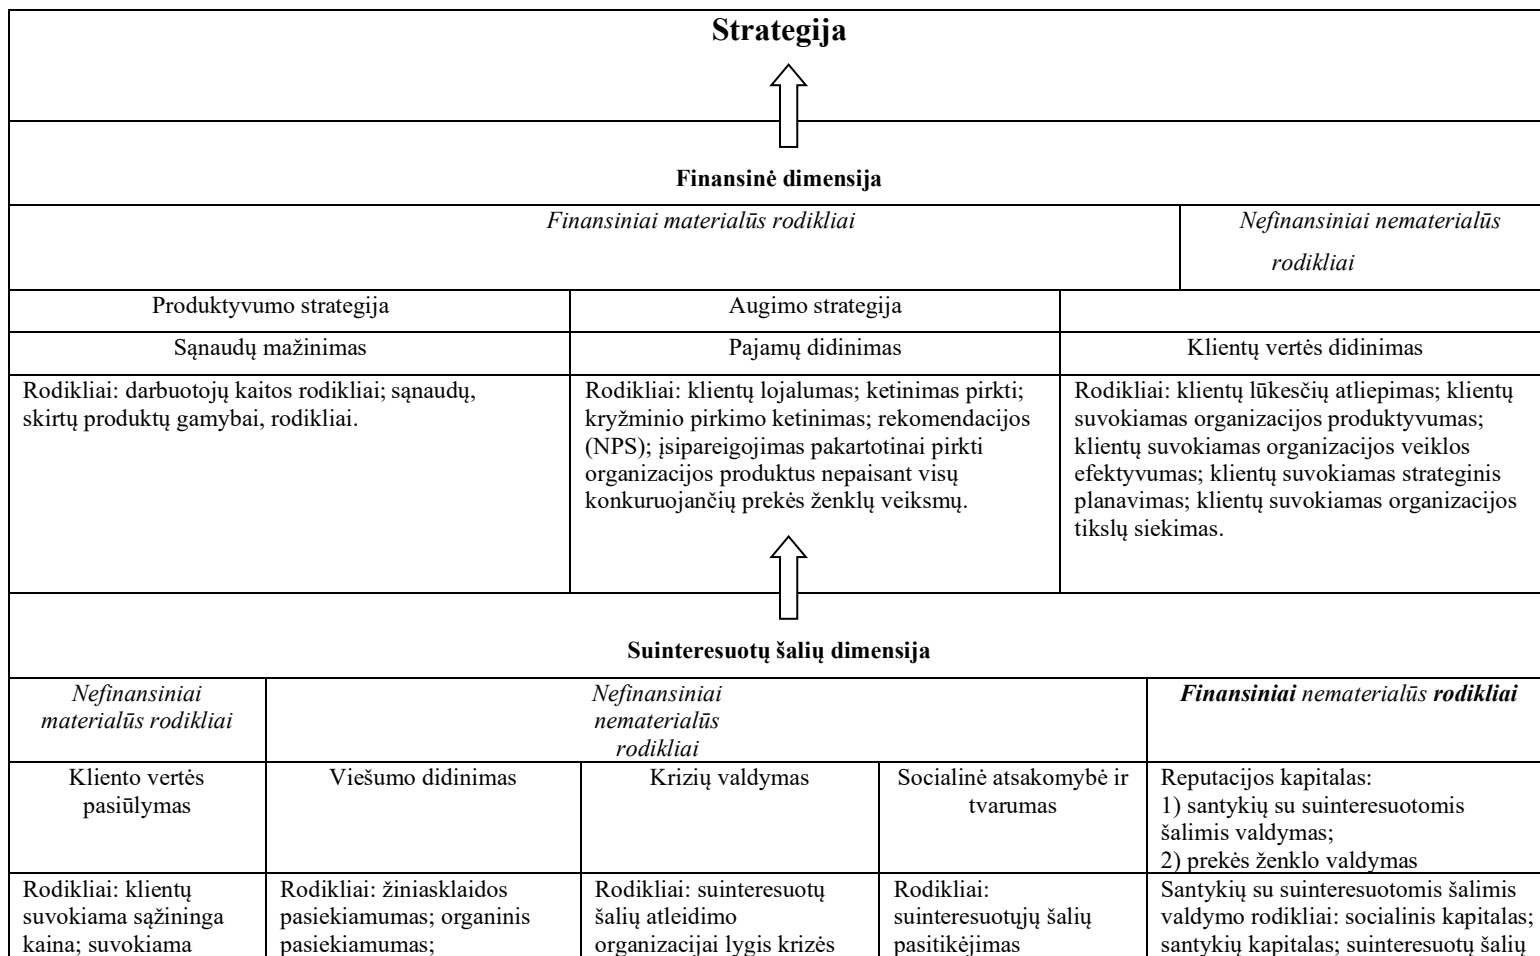 Strategija
Finansinė dimensija
Finansiniai materialūs rodikliai
Nefinansiniai nematerialūs
rodikliai
Produktyvumo strategija
Augimo strategija
Sąnaudų mažinimas
Pajamų didinimas
Klientų vertės didinimas
Rodikliai: darbuotojų kaitos rodikliai; sąnaudų,
skirtų produktų gamybai, rodikliai.
Rodikliai: klientų lojalumas; ketinimas pirkti;
kryžminio pirkimo ketinimas; rekomendacijos
(NPS); įsipareigojimas pakartotinai pirkti
organizacijos produktus nepaisant visų
konkuruojančių prekės ženklų veiksmų.
Rodikliai: klientų lūkesčių atliepimas; klientų
suvokiamas organizacijos produktyvumas;
klientų suvokiamas organizacijos veiklos
efektyvumas; klientų suvokiamas strateginis
planavimas; klientų suvokiamas organizacijos
tikslų siekimas.
Suinteresuotų šalių dimensija
Nefinansiniai
materialūs rodikliai
Nefinansiniai
nematerialūs
rodikliai
Finansiniai nematerialūs rodikliai
Kliento vertės
pasiūlymas
Viešumo didinimas
Krizių valdymas
Socialinė atsakomybė ir
tvarumas
Reputacijos kapitalas:
1) santykių su suinteresuotomis
šalimis valdymas;
2) prekės ženklo valdymas
Rodikliai: klientų
suvokiama sąžininga
kaina; suvokiama
Rodikliai: žiniasklaidos
pasiekiamumas; organinis
pasiekiamumas;
Rodikliai: suinteresuotų
šalių atleidimo
organizacijai lygis krizės
Rodikliai:
suinteresuotųjų šalių
pasitikėjimas
Santykių su suinteresuotomis šalimis
valdymo rodikliai: socialinis kapitalas;
santykių kapitalas; suinteresuotų šalių